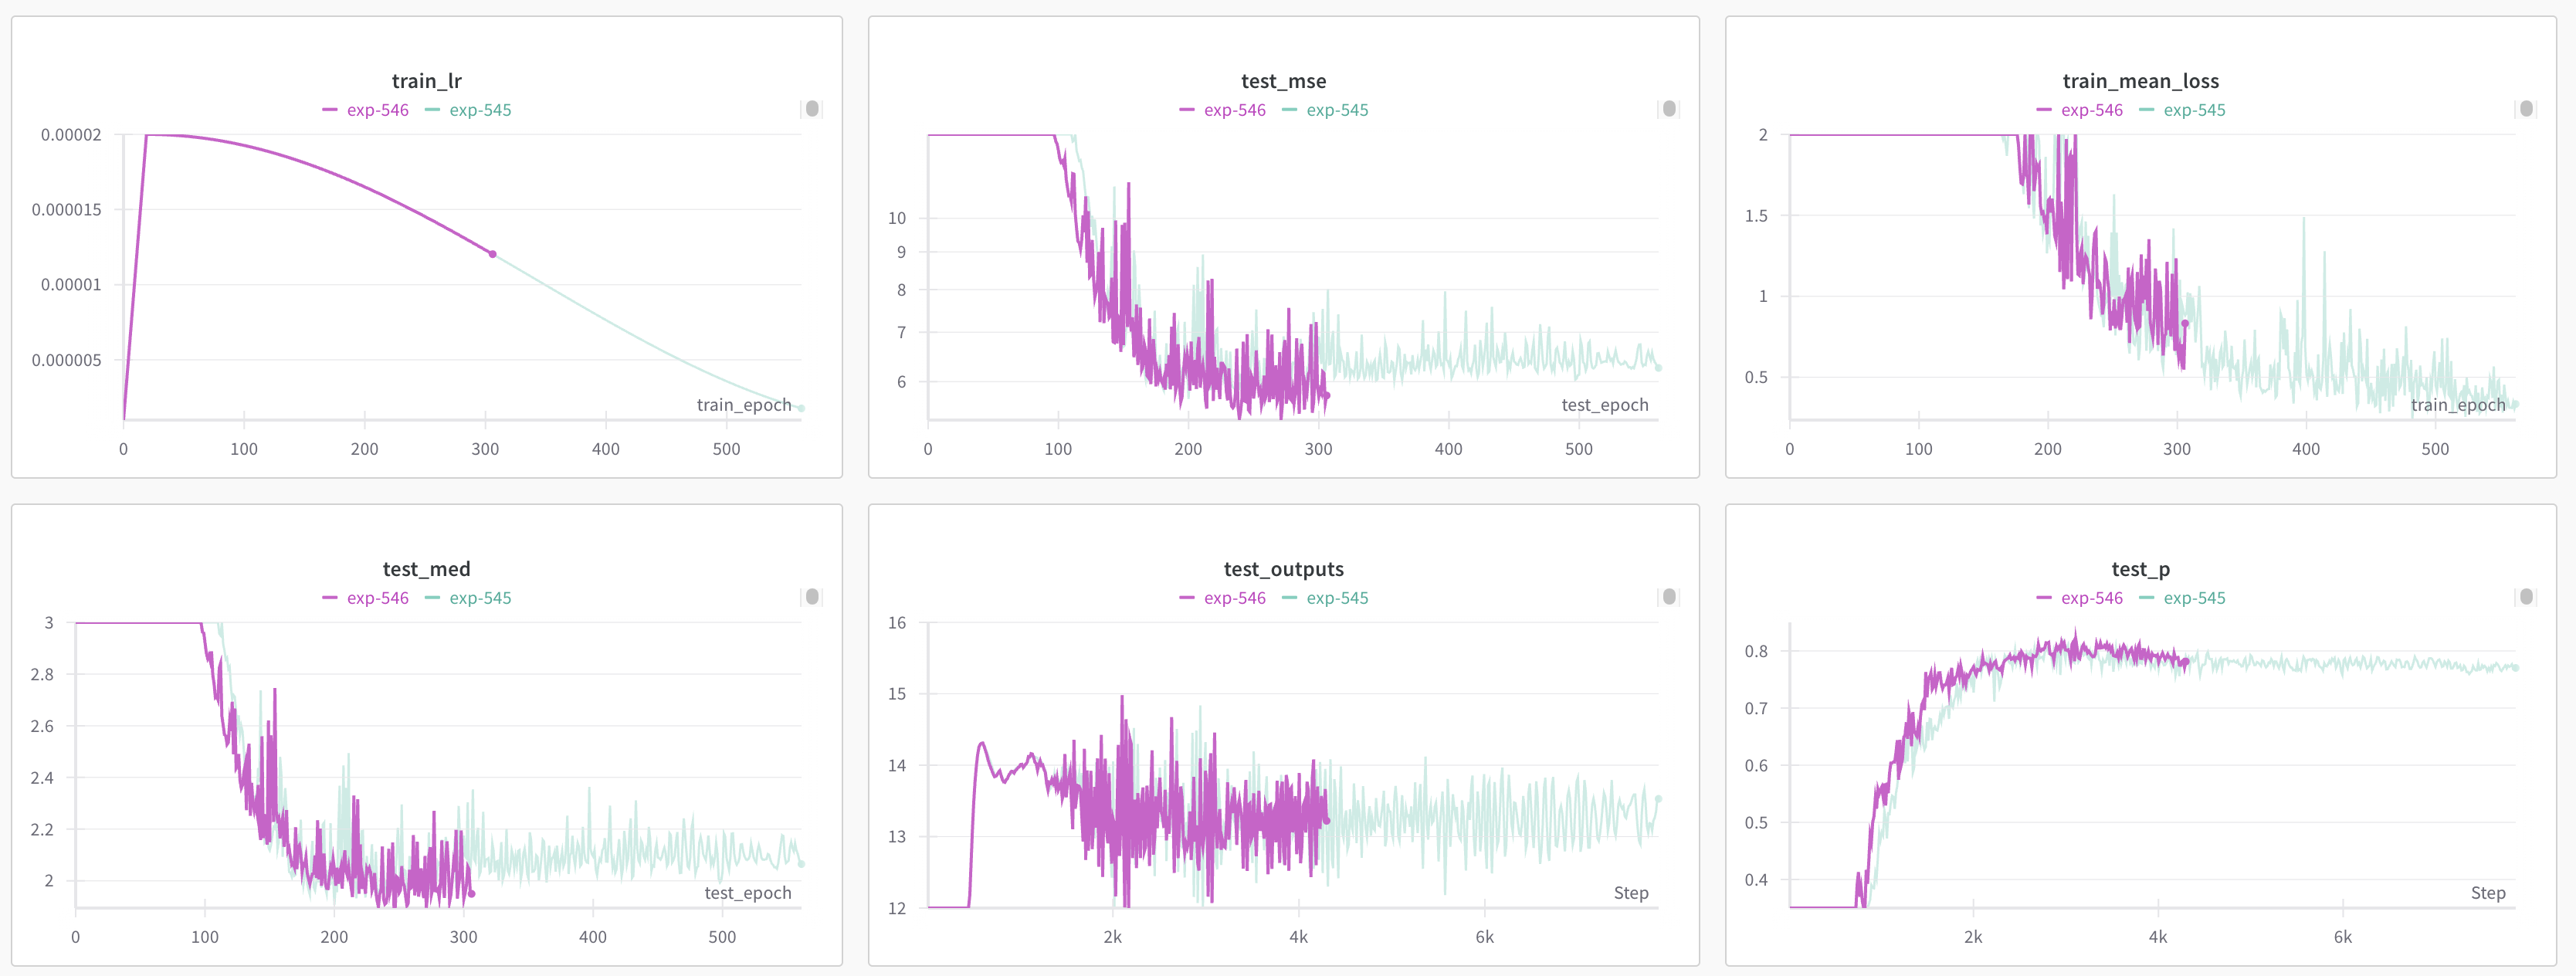 train_lr
exp-546 exp-545
0.00002
0.000015
0.00001
0.000005
train_epoch
0 100 200 300 400 500
test_mse
exp-546 exp-545
10
9
8
7
6
test_epoch
0 100 200 300 400 500
train_mean_loss
exp-546 exp-545
2
1.5
1
0.5
train_epoch
0 100 200 300 400 500
test_med
exp-546 exp-545
3
2.8
2.6
2.4
2.2
2
test_epoch
0 100 200 300 400 500
test_outputs
exp-546 exp-545
16
15
14
13
12
Step
2k 4k 6k
test_p
exp-546 exp-545
0.8
0.7
0.6
0.5
0.4
Step
2k 4k 6k